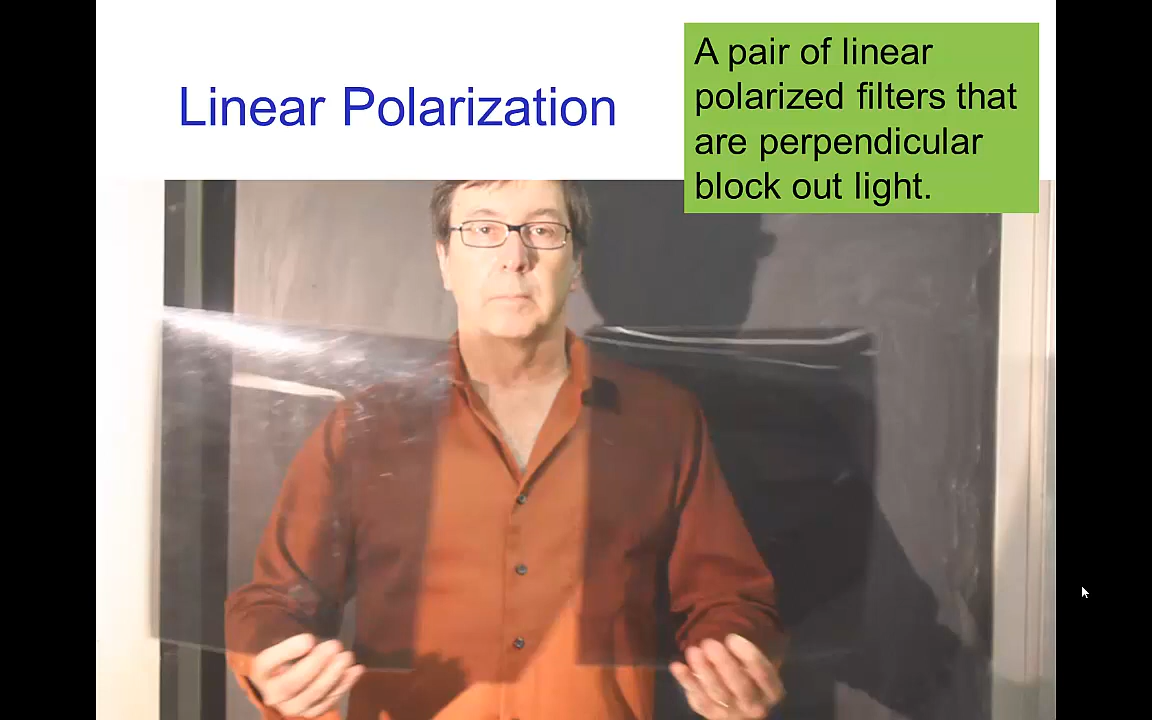 Linear Polarization
A pair of linear
polarized filters that
are perpendicular
block out light.